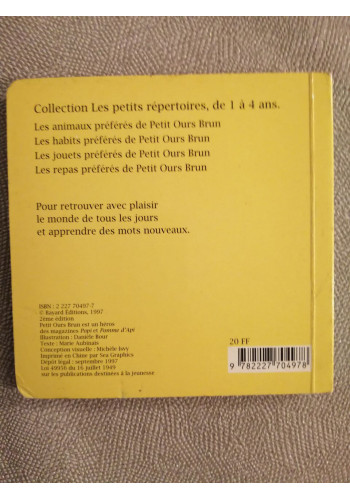 Collection Les petits répertoires, de 1 à 4 ans.
Les animaux préférés de Petit Ours Brun
Les habits préférés de Petit Ours Brun
Les jouets préférés de Petit Ours Brun
Les repas préférés de Petit Ours Brun
Pour retrouver avec plaisir
le monde de tous les jours
et apprendre des mots nouveaux.
ISBN : 2 227 70497-7
© Bayard Éditions, 1997
2ème édition
Petit Ours Brun est un héros
des magazines Popi et Pomme d'Api
Illustration : Danièle Bour
Texte : Marie Aubinais
Conception visuelle : Michèle Isvy
Imprimé en Chine par Sea Graphics
Dépôt légal : septembre 1997
Loi 49956 du 16 juillet 1949
sur les publications destinées à la jeunesse
20 FF
9 782227 704978